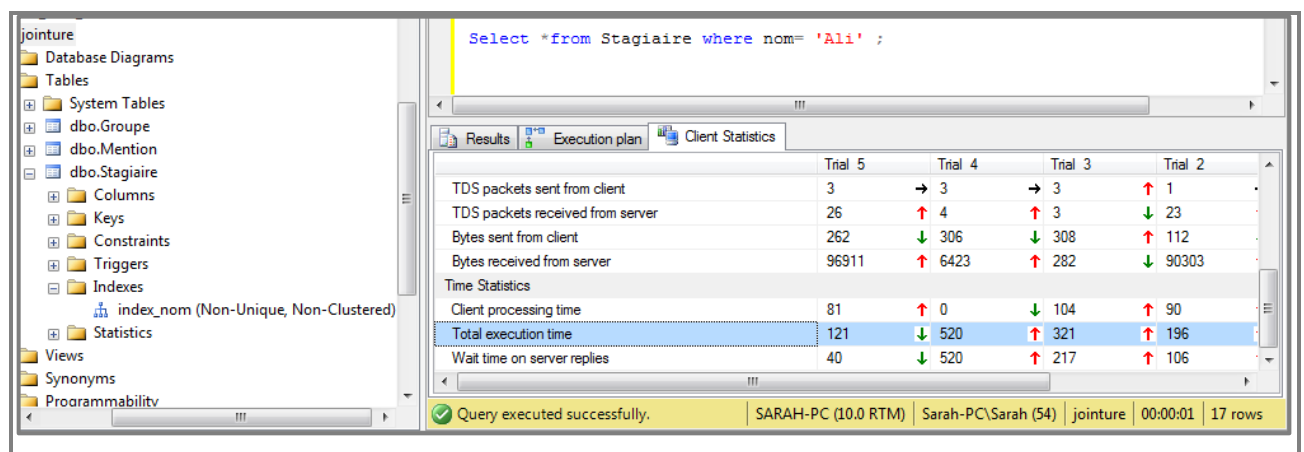 jointure
Database Diagrams
Tables
System Tables
dbo.Groupe
dbo.Mention
dbo.Stagiaire
Columns
Keys
Constraints
Triggers
Indexes
index_nom (Non-Unique, Non-Clustered)
Statistics
Views
Synonyms
Programmability
Select *from Stagiaire where nom= 'Ali' ;
Results Execution plan Client Statistics
Trial 5 Trial 4 Trial 3 Trial 2
TDS packets sent from client 3 → 3 → 3 ↑ 1
TDS packets received from server 26 ↑ 4 ↑ 3 ↓ 23
Bytes sent from client 262 ↓ 306 ↓ 308 ↑ 112
Bytes received from server 96911 ↑ 6423 ↑ 282 ↓ 90303
Time Statistics
Client processing time 81 ↑ 0 ↓ 104 ↑ 90
Total execution time 121 ↓ 520 ↑ 321 ↑ 196
Wait time on server replies 40 ↓ 520 ↑ 217 ↑ 106
Query executed successfully. SARAH-PC (10.0 RTM) Sarah-PC\Sarah (54) jointure 00:00:01 17 rows